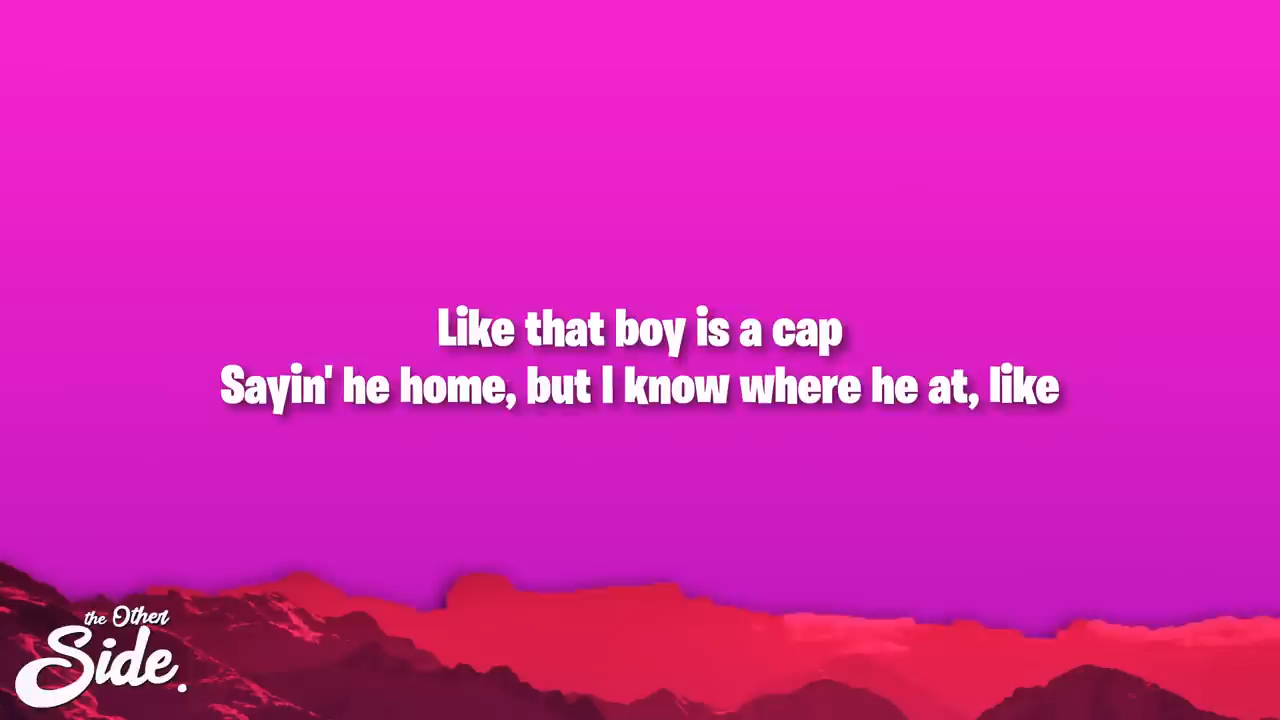 Like that boy is a cap
Sayin' he home, but I know where he at, like
the Other
Side.